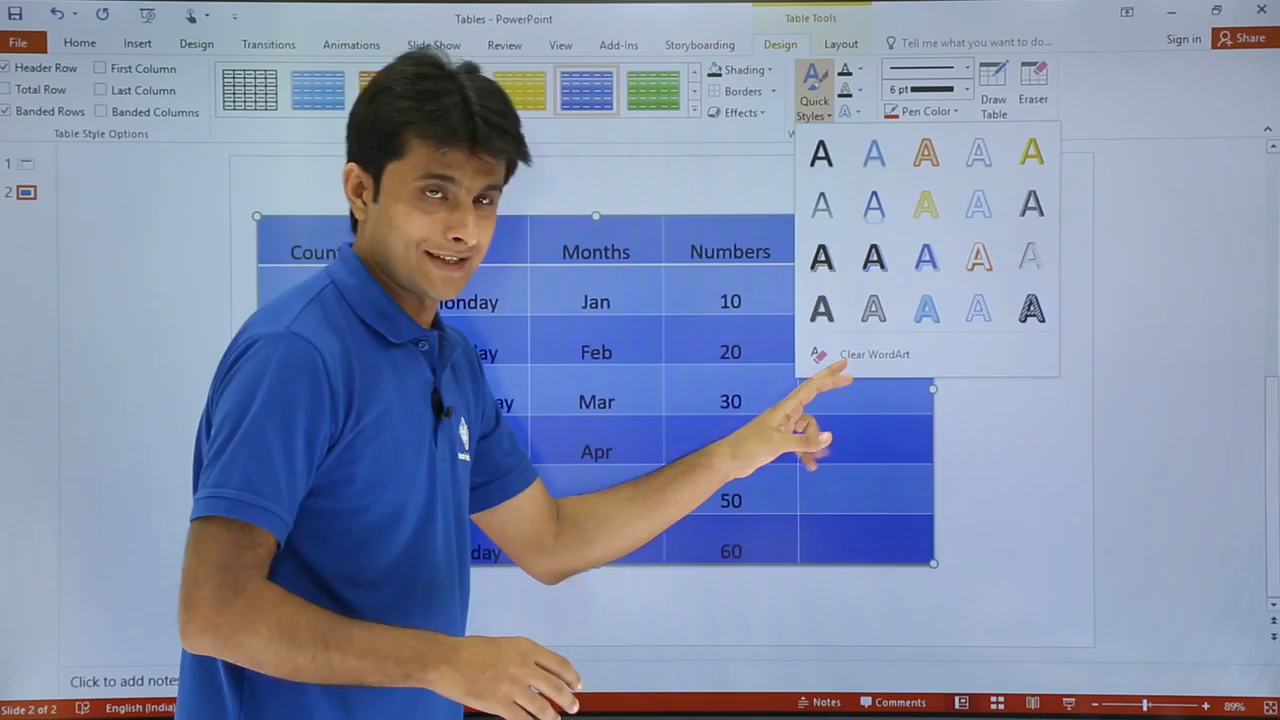 Tables - PowerPoint
Table Tools
File Home Insert Design Transitions Animations Slide Show Review View Add-Ins Storyboarding Design Layout Tell me what you want to do... Sign in Share
Header Row First Column
Total Row Last Column
Banded Rows Banded Columns
Table Style Options
Shading
Borders
Effects
Quick
Styles
6 pt
Pen Color
Draw
Table
Eraser
A A A A A
A A A A A
A A A A A
A A A A A
Clear WordArt
1
2
Months Numbers
Jan 10
Feb 20
Mar 30
Apr
50
60
Click to add notes
Slide 2 of 2 English (India) Notes Comments 89%